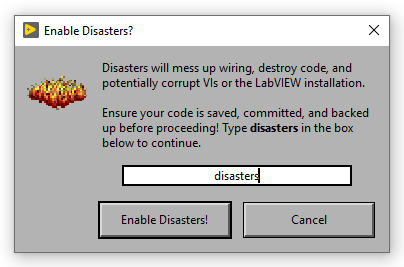 Enable Disasters?
Disasters will mess up wiring, destroy code, and
potentially corrupt VIs or the LabVIEW installation.
Ensure your code is saved, committed, and backed
up before proceeding! Type disasters in the box
below to continue.
disasters
Enable Disasters!
Cancel